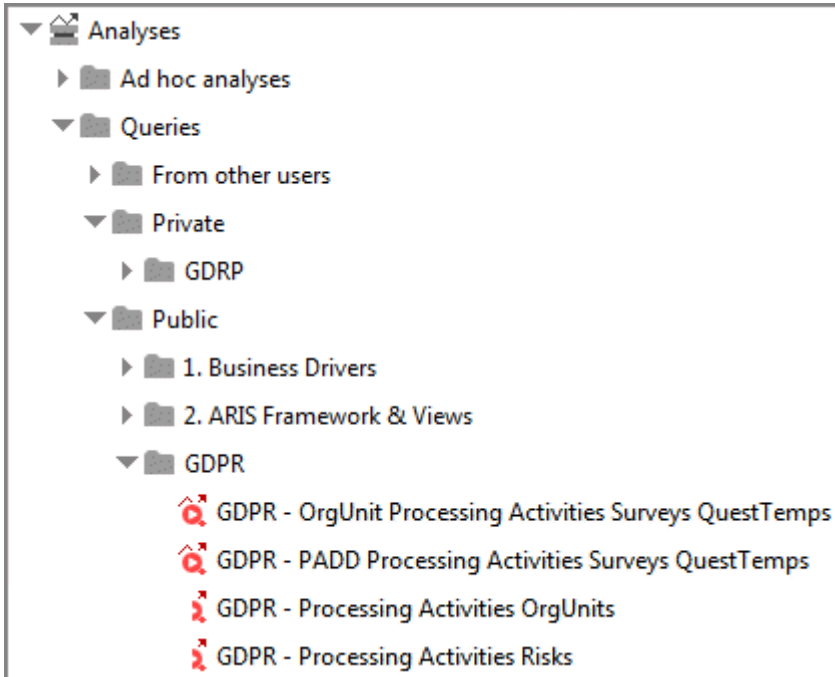 Analyses
Ad hoc analyses
Queries
From other users
Private
GDRP
Public
1. Business Drivers
2. ARIS Framework & Views
GDPR
GDPR - OrgUnit Processing Activities Surveys QuestTemps
GDPR - PADD Processing Activities Surveys QuestTemps
GDPR - Processing Activities OrgUnits
GDPR - Processing Activities Risks